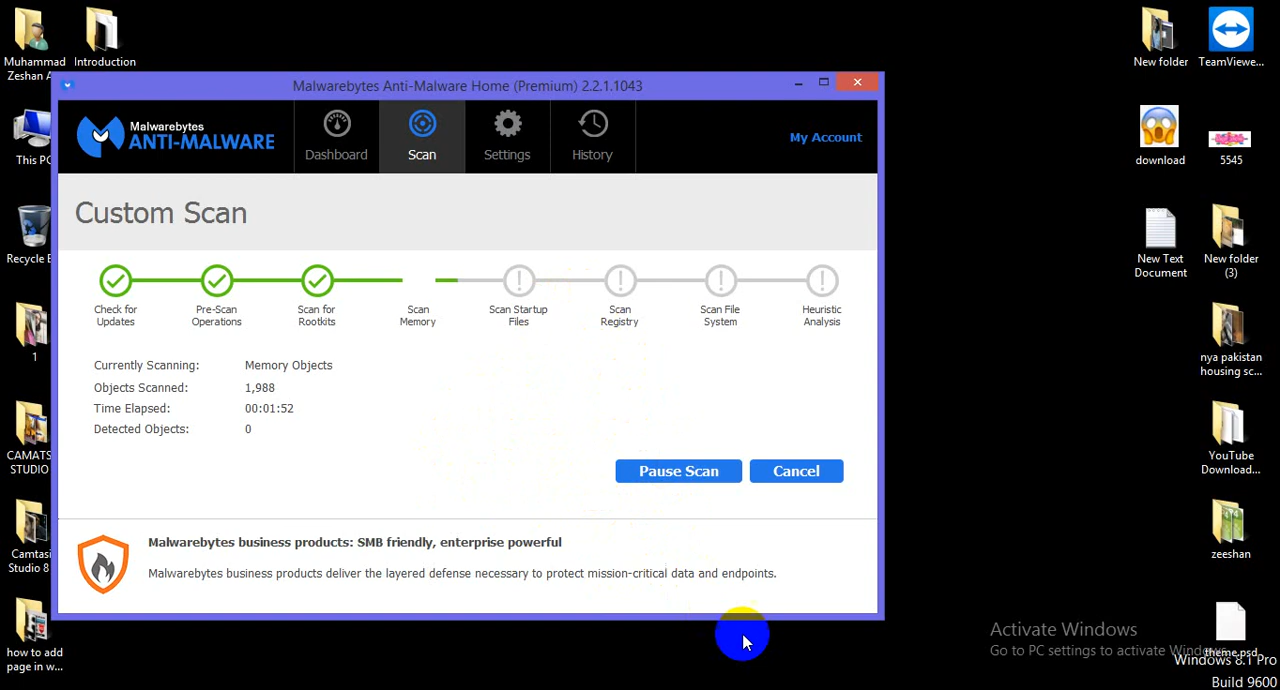 Muhammad
Zeshan A
Introduction
This PC
Recycle B
1
CAMATS
STUDIO
Camtasi
Studio 8
how to add
page in w...
Malwarebytes Anti-Malware Home (Premium) 2.2.1.1043
Malwarebytes
ANTI-MALWARE
Dashboard
Scan
Settings
History
My Account
Custom Scan
Check for
Updates
Pre-Scan
Operations
Scan for
Rootkits
Scan
Memory
Scan Startup
Files
Scan
Registry
Scan File
System
Heuristic
Analysis
Currently Scanning: Memory Objects
Objects Scanned: 1,988
Time Elapsed: 00:01:52
Detected Objects: 0
Pause Scan
Cancel
Malwarebytes business products: SMB friendly, enterprise powerful
Malwarebytes business products deliver the layered defense necessary to protect mission-critical data and endpoints.
New folder
TeamViewe...
download
5545
New Text
Document
New folder
(3)
nya pakistan
housing sc...
YouTube
Download...
zeeshan
theme.psd
Activate Windows
Go to PC settings to activate Windows.
Windows 8.1 Pro
Build 9600